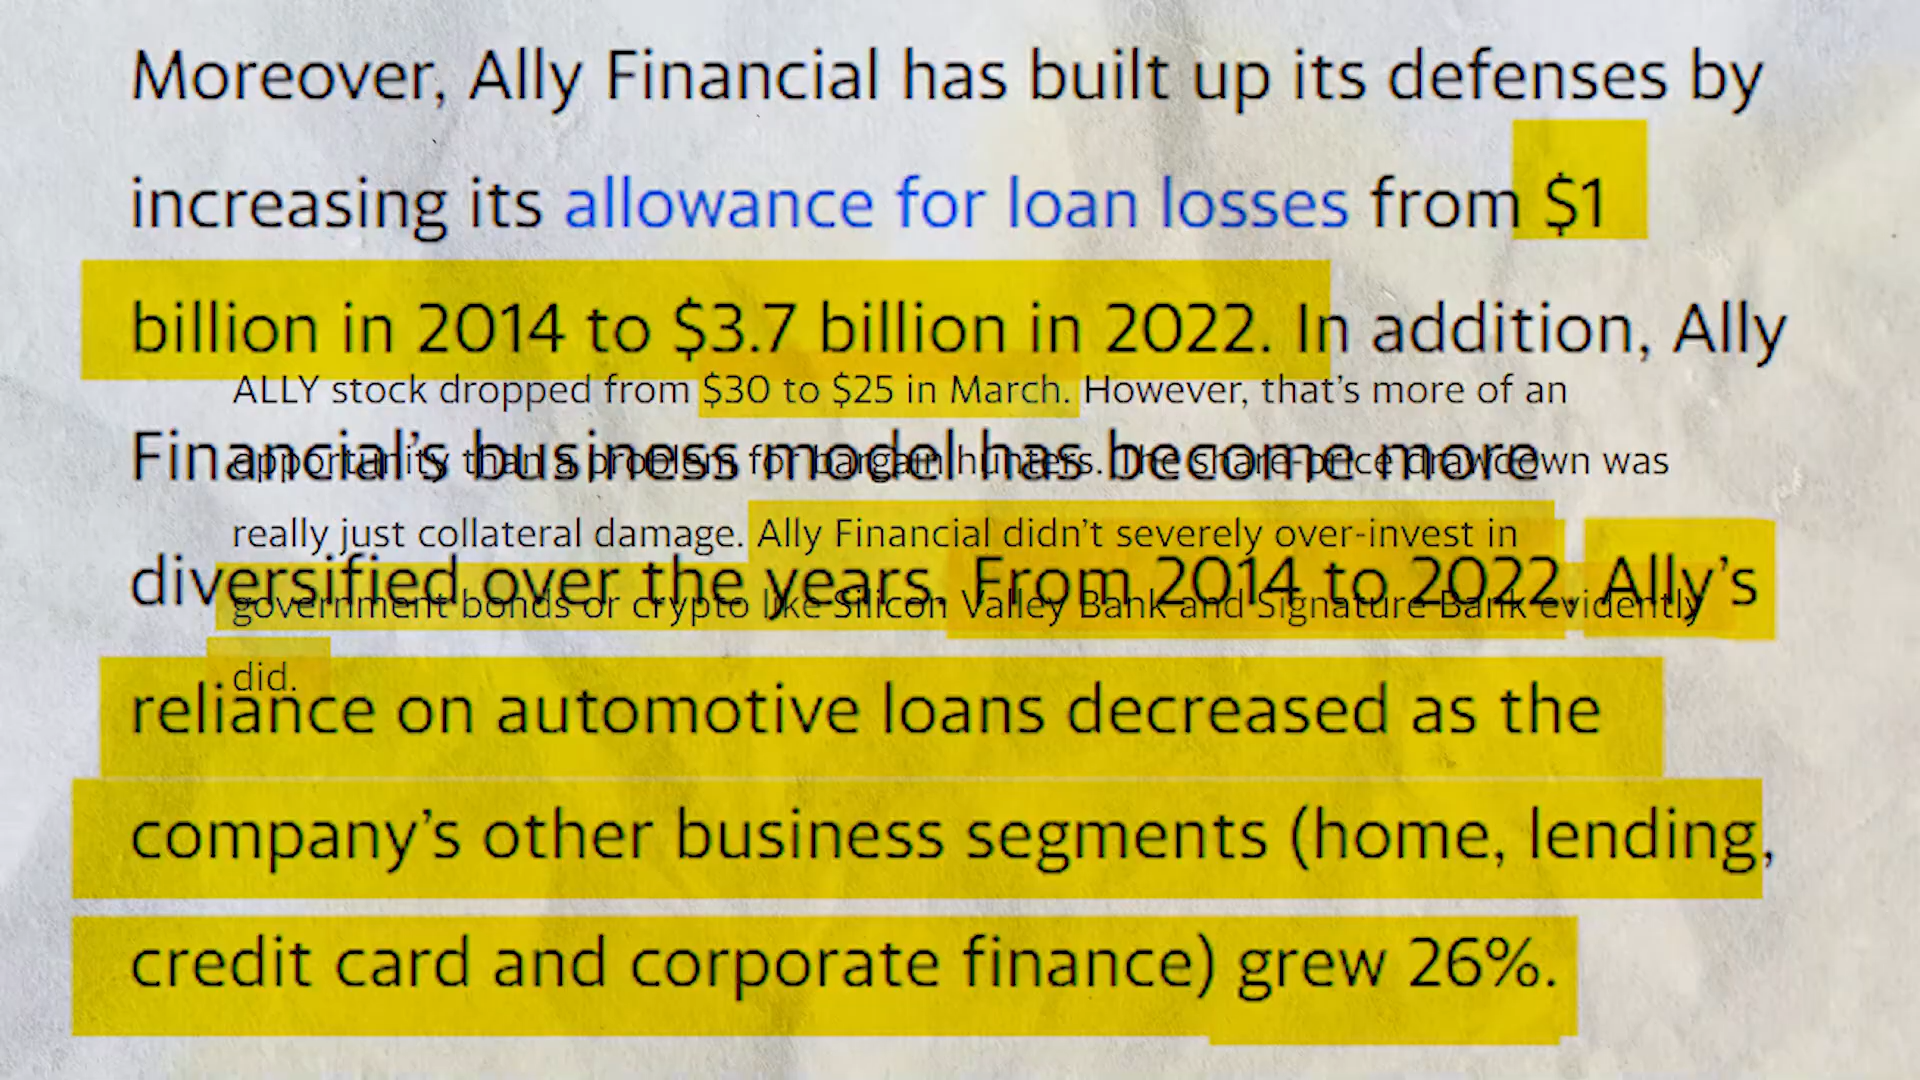 Moreover, Ally Financial has built up its defenses by
increasing its allowance for loan losses from $1
billion in 2014 to $3.7 billion in 2022. In addition, Ally
Financial’s business model has become more
diversified over the years. From 2014 to 2022, Ally’s
reliance on automotive loans decreased as the
company’s other business segments (home, lending,
credit card and corporate finance) grew 26%.
ALLY stock dropped from $30 to $25 in March. However, that’s more of an
opportunity than a problem for bargain hunters. The share-price drawdown was
really just collateral damage. Ally Financial didn’t severely over-invest in
government bonds or crypto like Silicon Valley Bank and Signature Bank evidently
did.